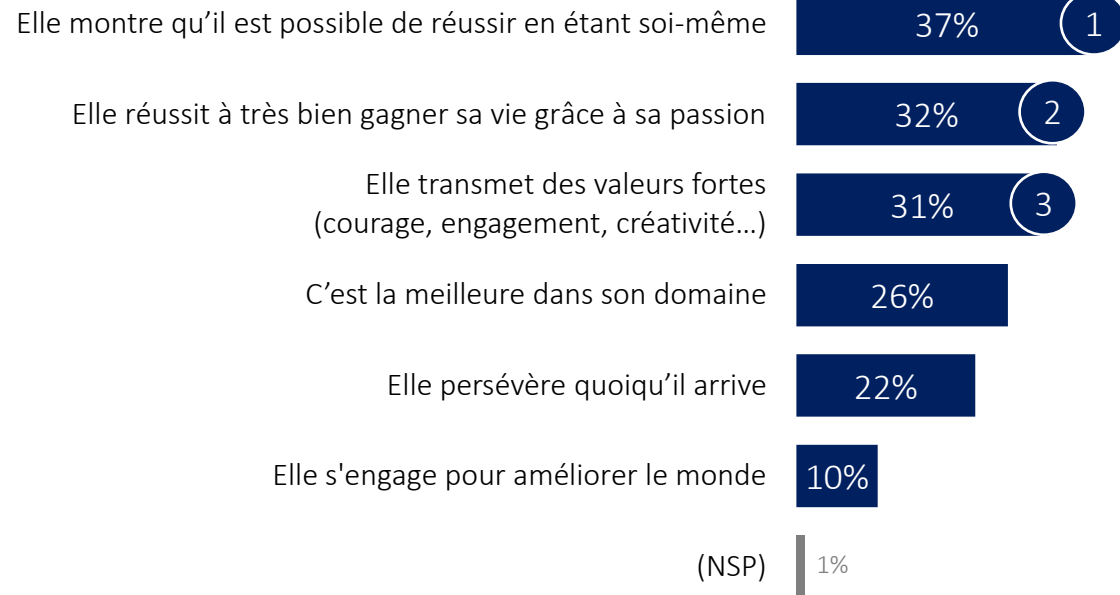 Elle montre qu’il est possible de réussir en étant soi-même 37% 1
Elle réussit à très bien gagner sa vie grâce à sa passion 32% 2
Elle transmet des valeurs fortes
(courage, engagement, créativité…) 31% 3
C’est la meilleure dans son domaine 26%
Elle persévère quoiqu’il arrive 22%
Elle s'engage pour améliorer le monde 10%
(NSP) 1%